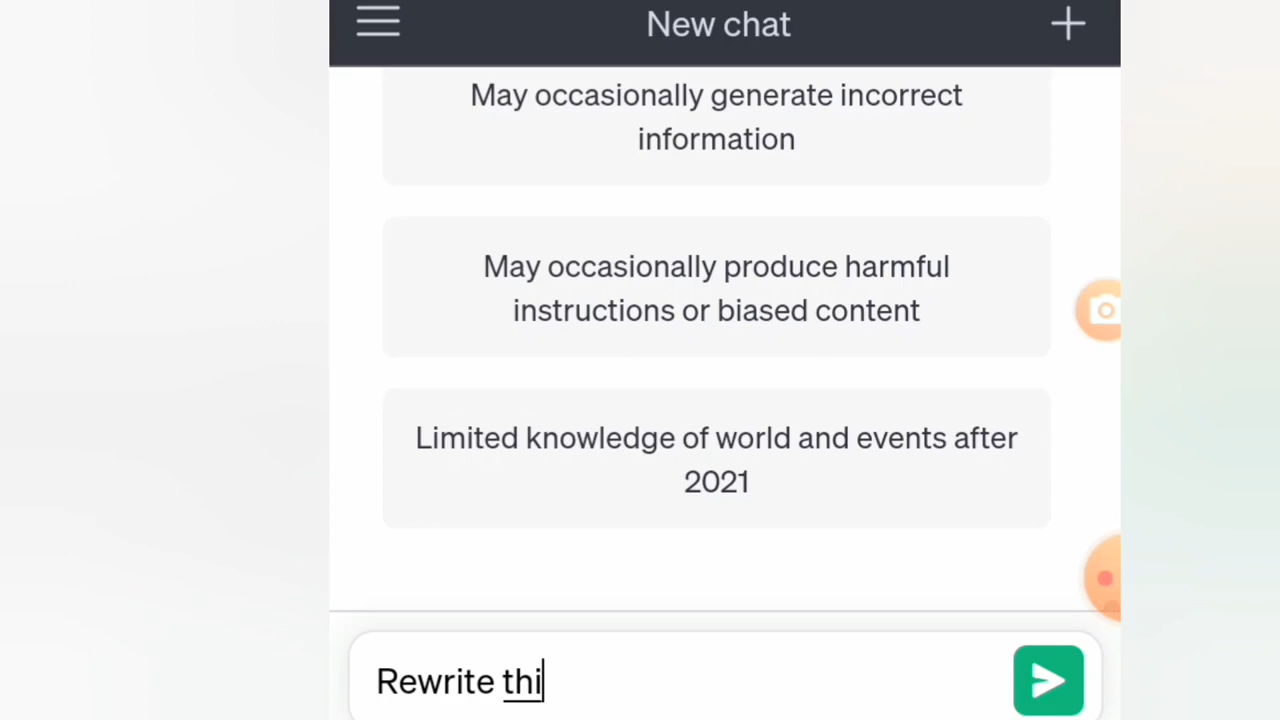 New chat
May occasionally generate incorrect
information
May occasionally produce harmful
instructions or biased content
Limited knowledge of world and events after
2021
Rewrite thi